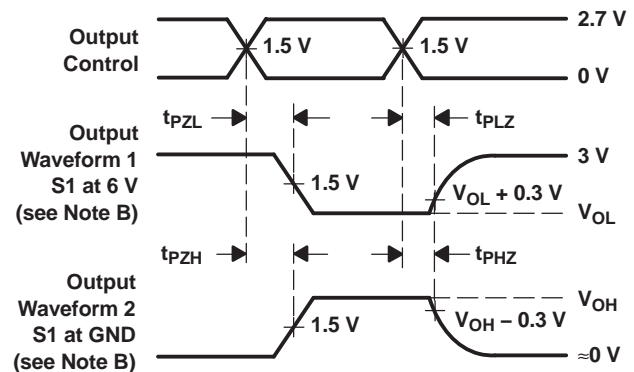 Output
Control
1.5 V
1.5 V
2.7 V
0 V
tPZL
tPLZ
Output
Waveform 1
S1 at 6 V
(see Note B)
1.5 V
VOL + 0.3 V
3 V
VOL
tPZH
tPHZ
Output
Waveform 2
S1 at GND
(see Note B)
1.5 V
VOH – 0.3 V
VOH
≈0 V